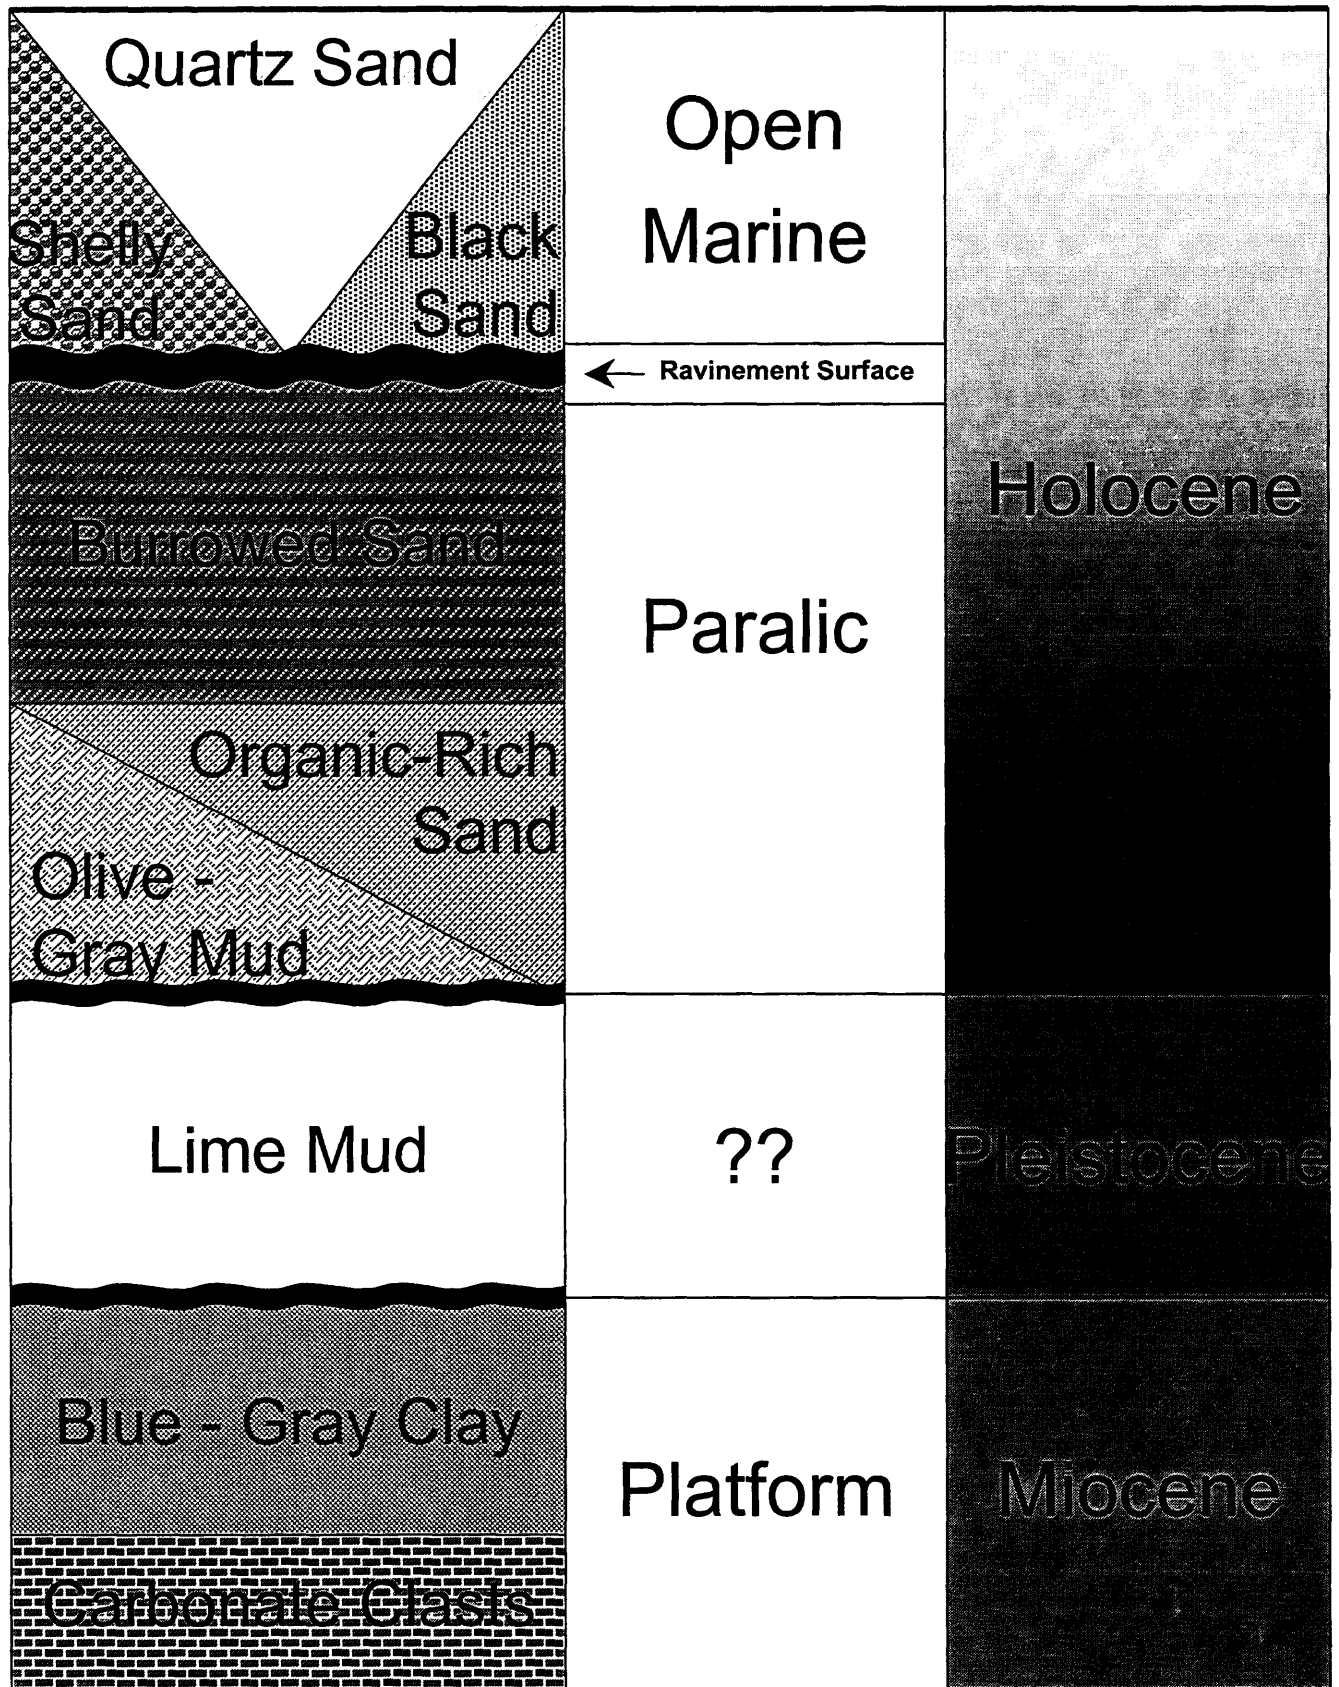 Quartz Sand
Shelly
Sand
Black
Sand
Open
Marine
Ravinement Surface
Burrowed Sand
Paralic
Holocene
Organic-Rich
Sand
Olive -
Gray Mud
Lime Mud
??
Pleistocene
Blue - Gray Clay
Platform
Miocene
Carbonate Clasts